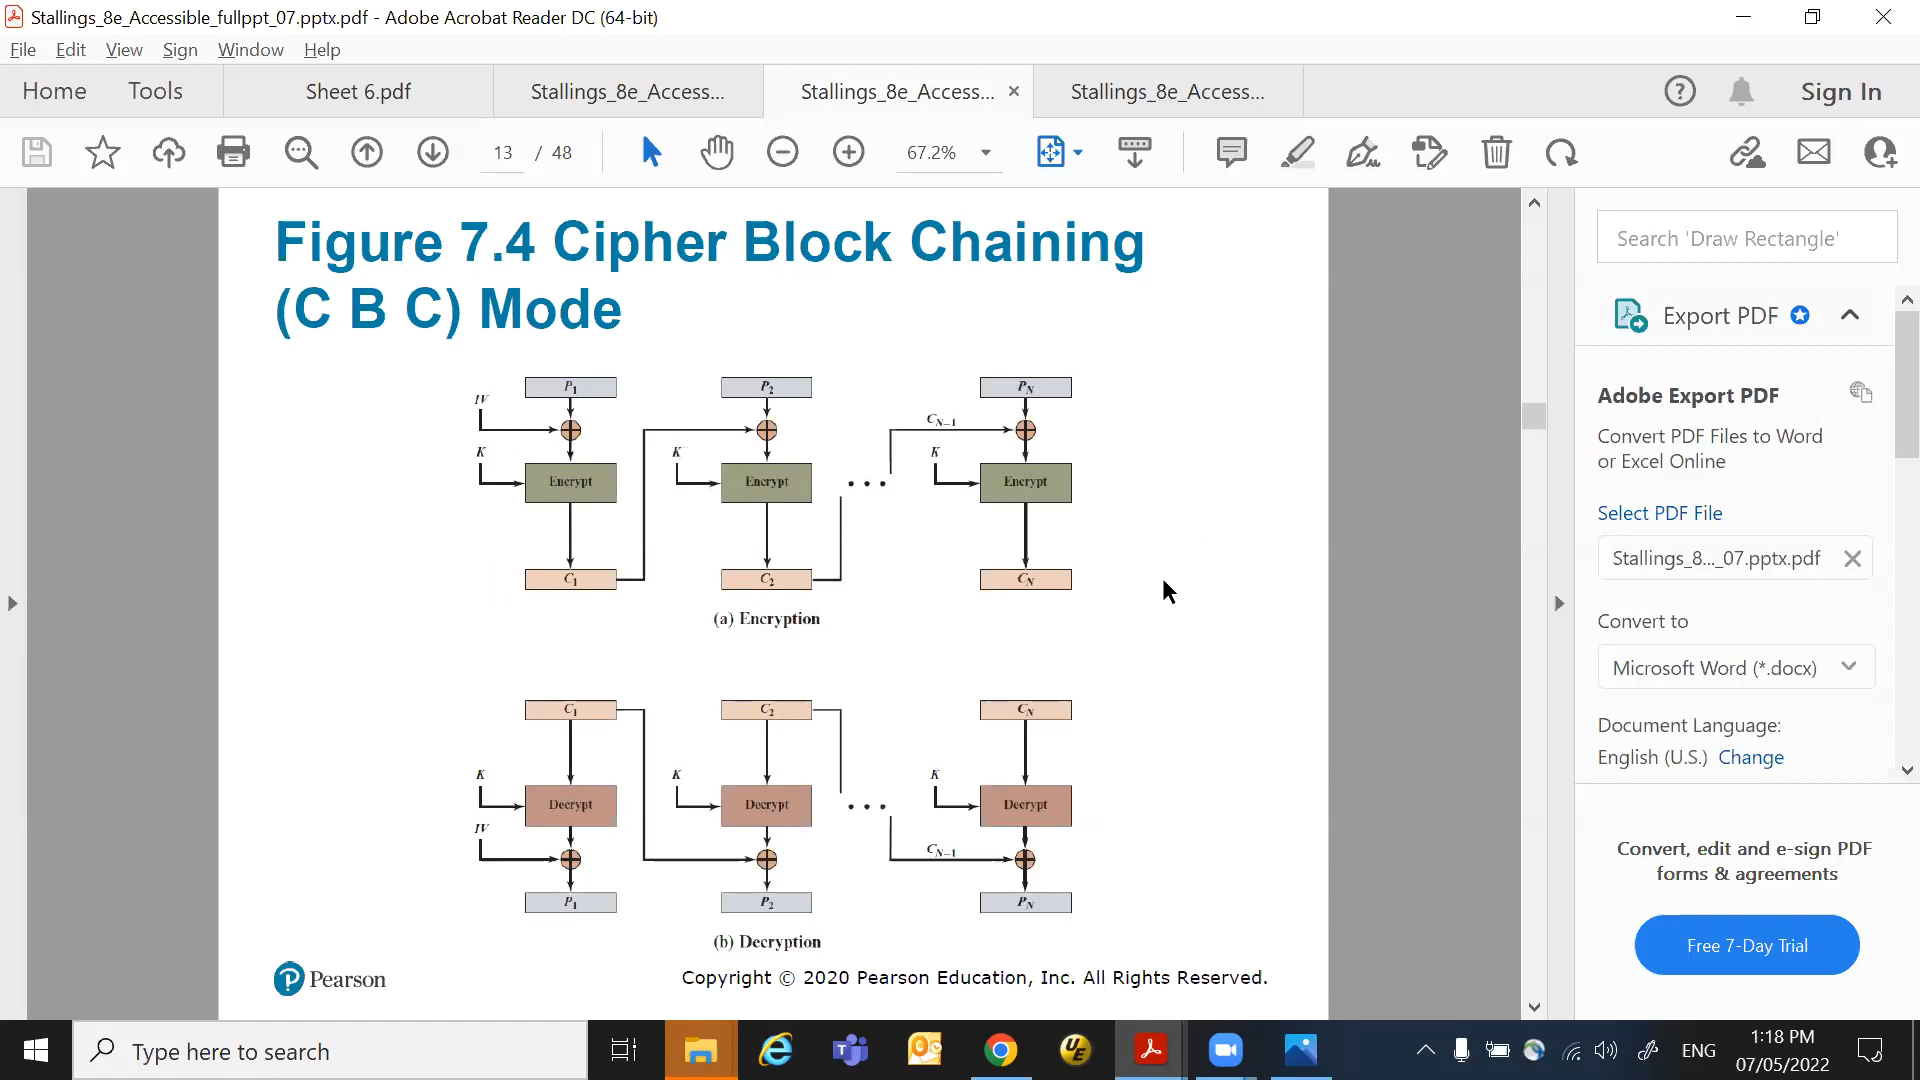 Stallings_8e_Accessible_fullppt_07.pptx.pdf - Adobe Acrobat Reader DC (64-bit)
File Edit View Sign Window Help
Home Tools Sheet 6.pdf Stallings_8e_Access... Stallings_8e_Access... × Stallings_8e_Access... Sign In
13 / 48 67.2%
Figure 7.4 Cipher Block Chaining
(C B C) Mode
P1 P2 PN
IV CN–1
K K K
Encrypt Encrypt Encrypt
C1 C2 CN
(a) Encryption
C1 C2 CN
K K K
Decrypt Decrypt Decrypt
IV CN–1
P1 P2 PN
(b) Decryption
Pearson Copyright © 2020 Pearson Education, Inc. All Rights Reserved.
Search 'Draw Rectangle'
Export PDF
Adobe Export PDF
Convert PDF Files to Word
or Excel Online
Select PDF File
Stallings_8..._07.pptx.pdf
Convert to
Microsoft Word (*.docx)
Document Language:
English (U.S.) Change
Convert, edit and e-sign PDF
forms & agreements
Free 7-Day Trial
Type here to search
ENG
1:18 PM
07/05/2022